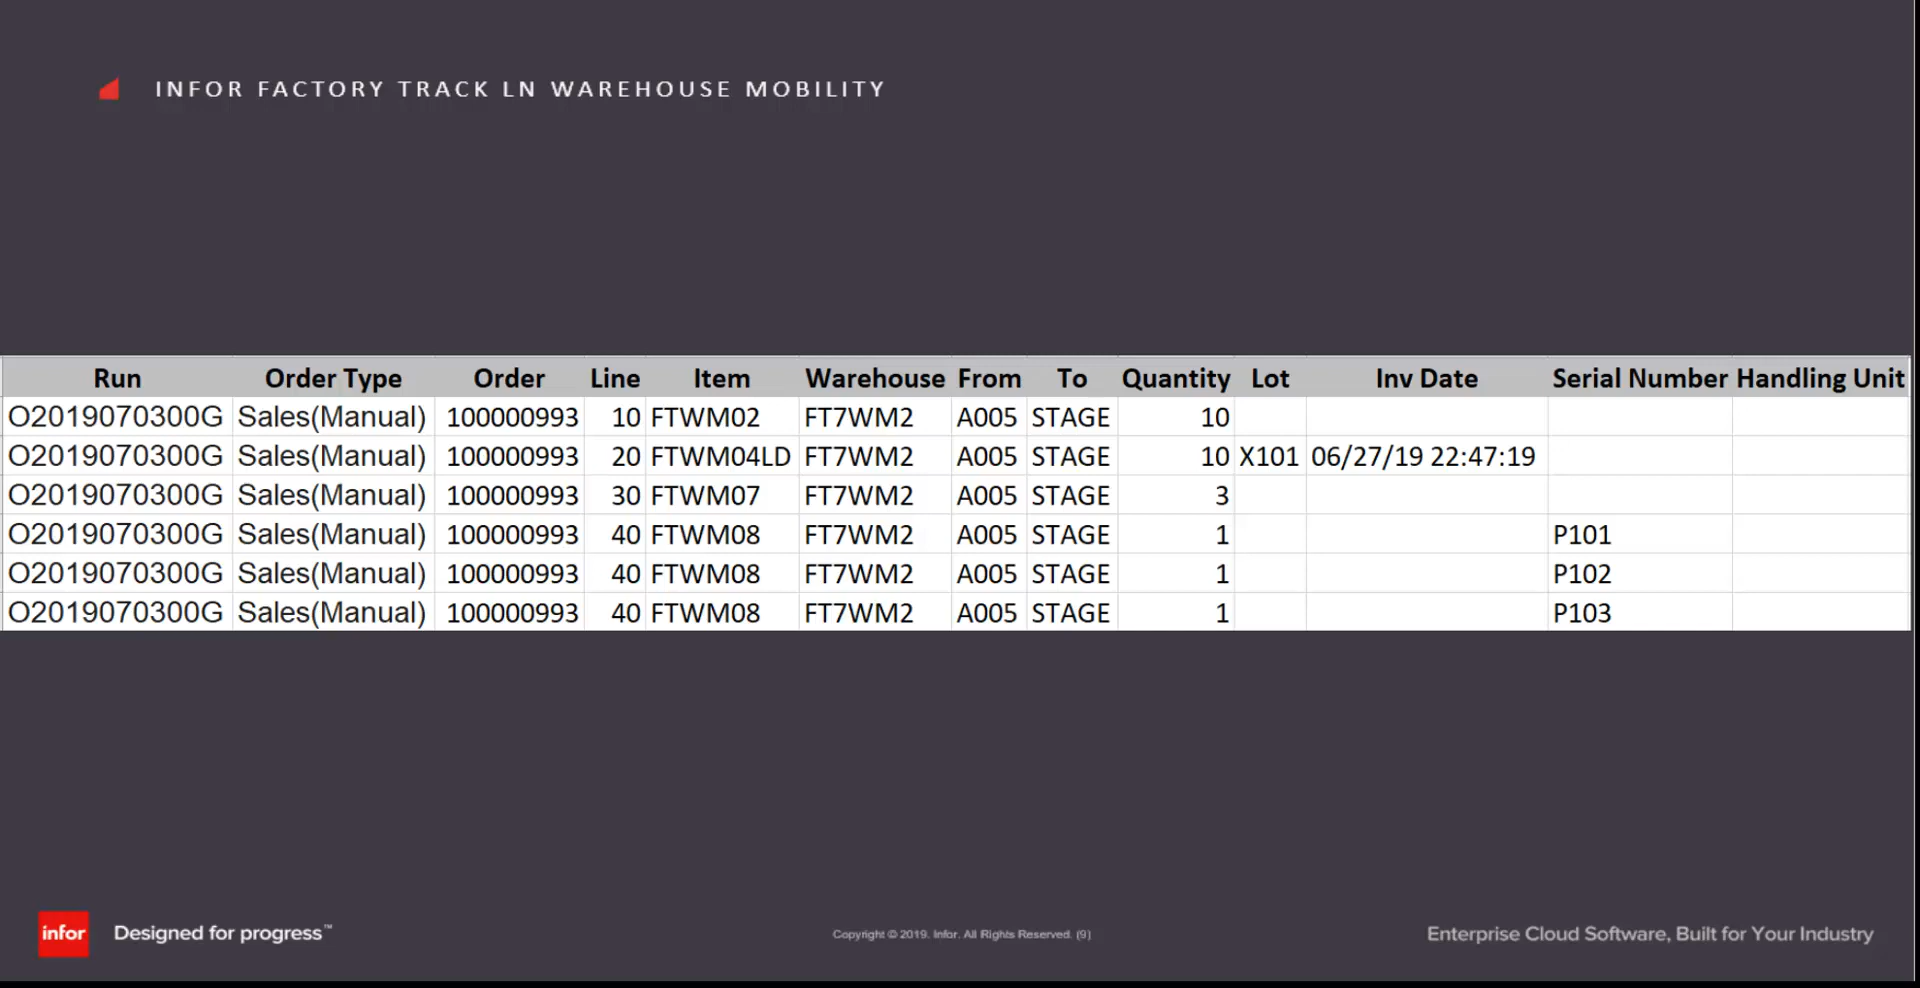 INFOR FACTORY TRACK LN WAREHOUSE MOBILITY
Run Order Type Order Line Item Warehouse From To Quantity Lot Inv Date Serial Number Handling Unit
O2019070300G Sales(Manual) 100000993 10 FTWM02 FT7WM2 A005 STAGE 10
O2019070300G Sales(Manual) 100000993 20 FTWM04LD FT7WM2 A005 STAGE 10 X101 06/27/19 22:47:19
O2019070300G Sales(Manual) 100000993 30 FTWM07 FT7WM2 A005 STAGE 3
O2019070300G Sales(Manual) 100000993 40 FTWM08 FT7WM2 A005 STAGE 1 P101
O2019070300G Sales(Manual) 100000993 40 FTWM08 FT7WM2 A005 STAGE 1 P102
O2019070300G Sales(Manual) 100000993 40 FTWM08 FT7WM2 A005 STAGE 1 P103
infor Designed for progress™ Copyright © 2019. Infor. All Rights Reserved. (9) Enterprise Cloud Software, Built for Your Industry